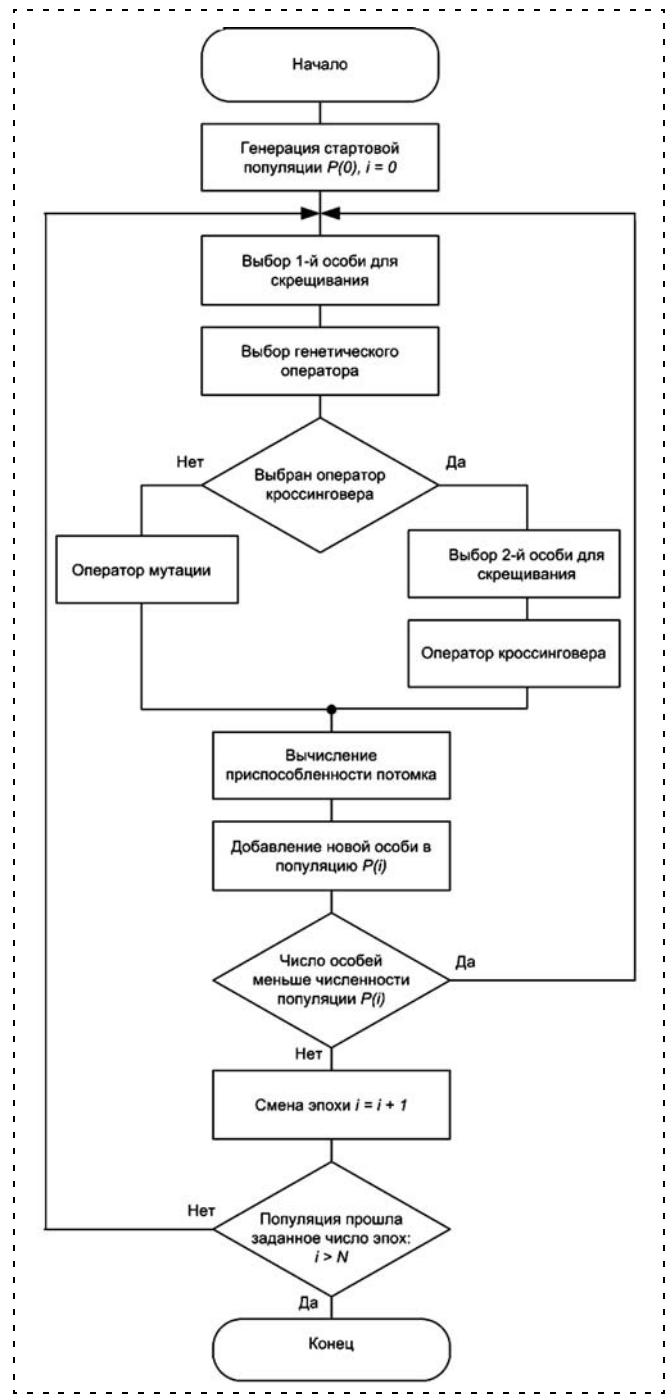 Начало
Генерация стартовой
популяции P(0), i = 0
Выбор 1-й особи для
скрещивания
Выбор генетического
оператора
Нет
Да
Выбран оператор
кроссинговера
Оператор мутации
Выбор 2-й особи для
скрещивания
Оператор кроссинговера
Вычисление
приспособленности потомка
Добавление новой особи в
популяцию P(i)
Число особей
меньше численности
популяции P(i)
Да
Нет
Смена эпохи i = i + 1
Нет
Популяция прошла
заданное число эпох:
i > N
Да
Конец